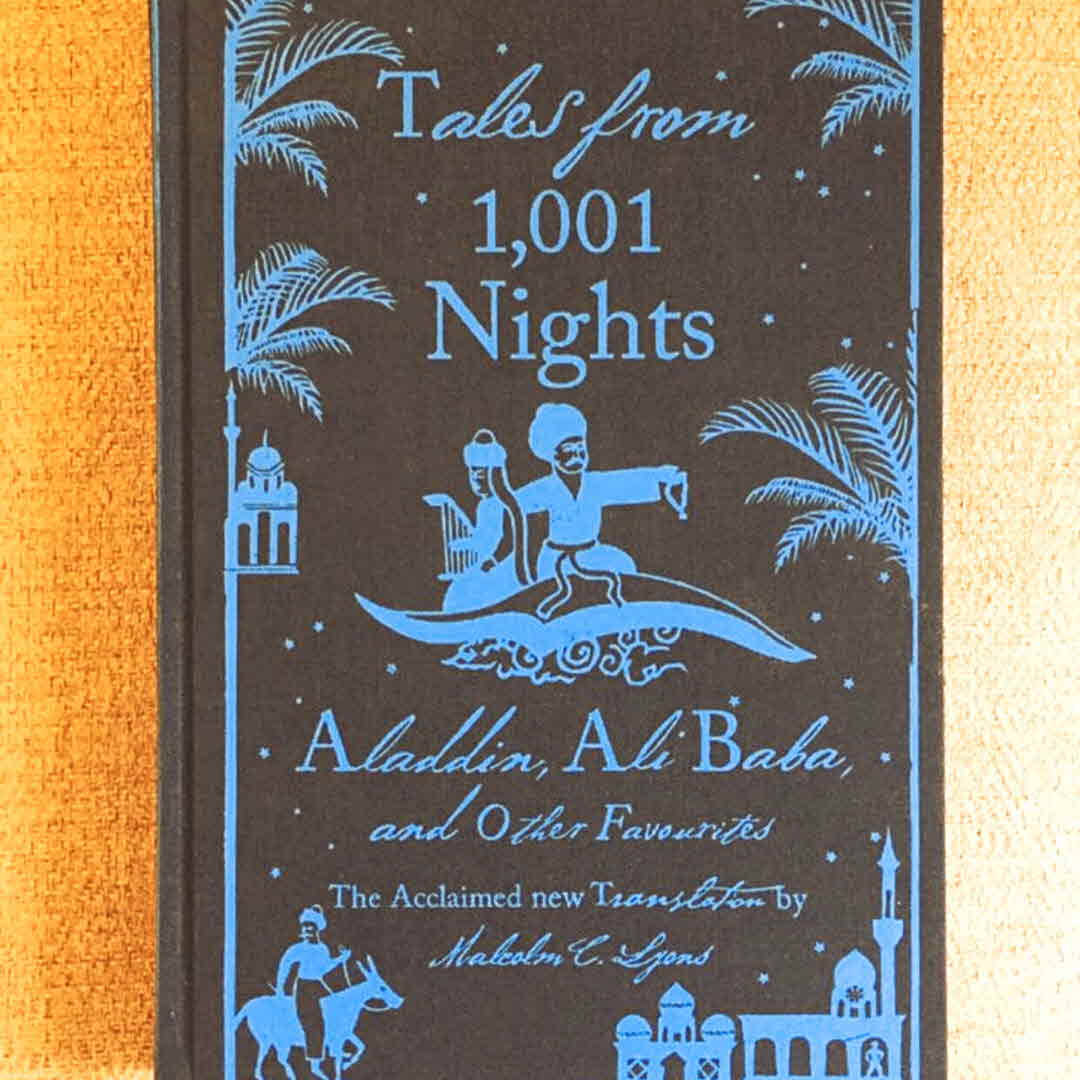 Tales from
1,001
Nights
Aladdin, Ali Baba,
and Other Favourites
The Acclaimed new Translation by
Malcolm C. Lyons